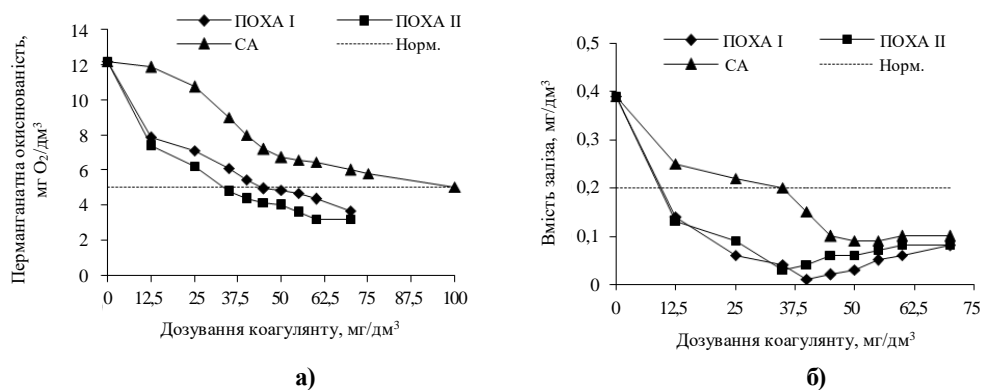 ПОХА I
ПОХА II
СА
Норм.
Перманганатна окиснюваність,
мг O₂/дм³
14
12
10
8
6
4
2
0
0 12,5 25 37,5 50 62,5 75 87,5 100
Дозування коагулянту, мг/дм³
а)
ПОХА I
ПОХА II
СА
Норм.
Вмість заліза, мг/дм³
0,5
0,4
0,3
0,2
0,1
0
0 12,5 25 37,5 50 62,5 75
Дозування коагулянту, мг/дм³
б)